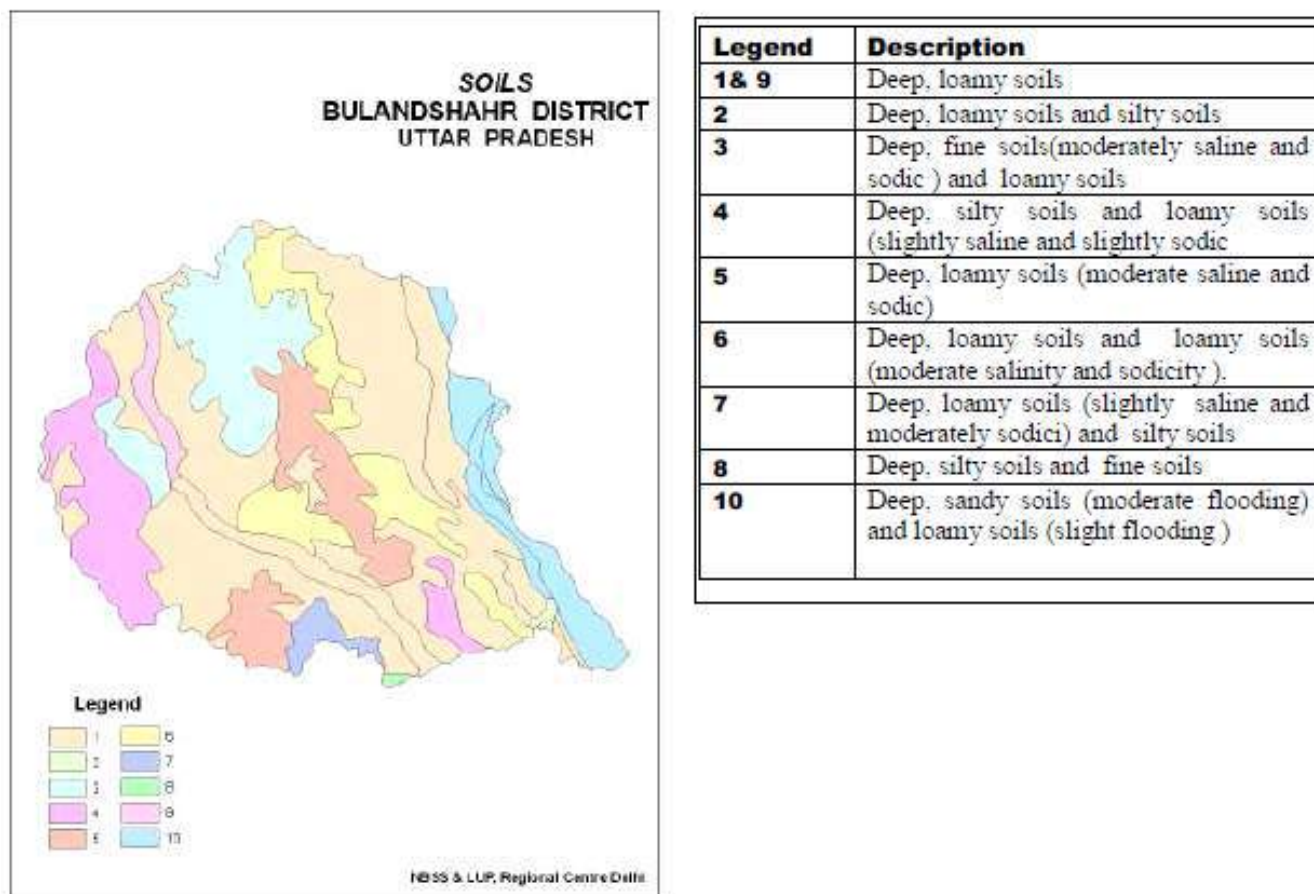 SOILS
BULANDSHAHR DISTRICT
UTTAR PRADESH
Legend
1
2
3
4
5
6
7
8
9
10
NBSS & LUP, Regional Centre Delhi
Legend Description
1& 9 Deep, loamy soils
2 Deep, loamy soils and silty soils
3 Deep, fine soils(moderately saline and
sodic ) and loamy soils
4 Deep, silty soils and loamy soils
(slightly saline and slightly sodic
5 Deep, loamy soils (moderate saline and
sodic)
6 Deep, loamy soils and loamy soils
(moderate salinity and sodicity ).
7 Deep, loamy soils (slightly saline and
moderately sodici) and silty soils
8 Deep, silty soils and fine soils
10 Deep, sandy soils (moderate flooding)
and loamy soils (slight flooding )